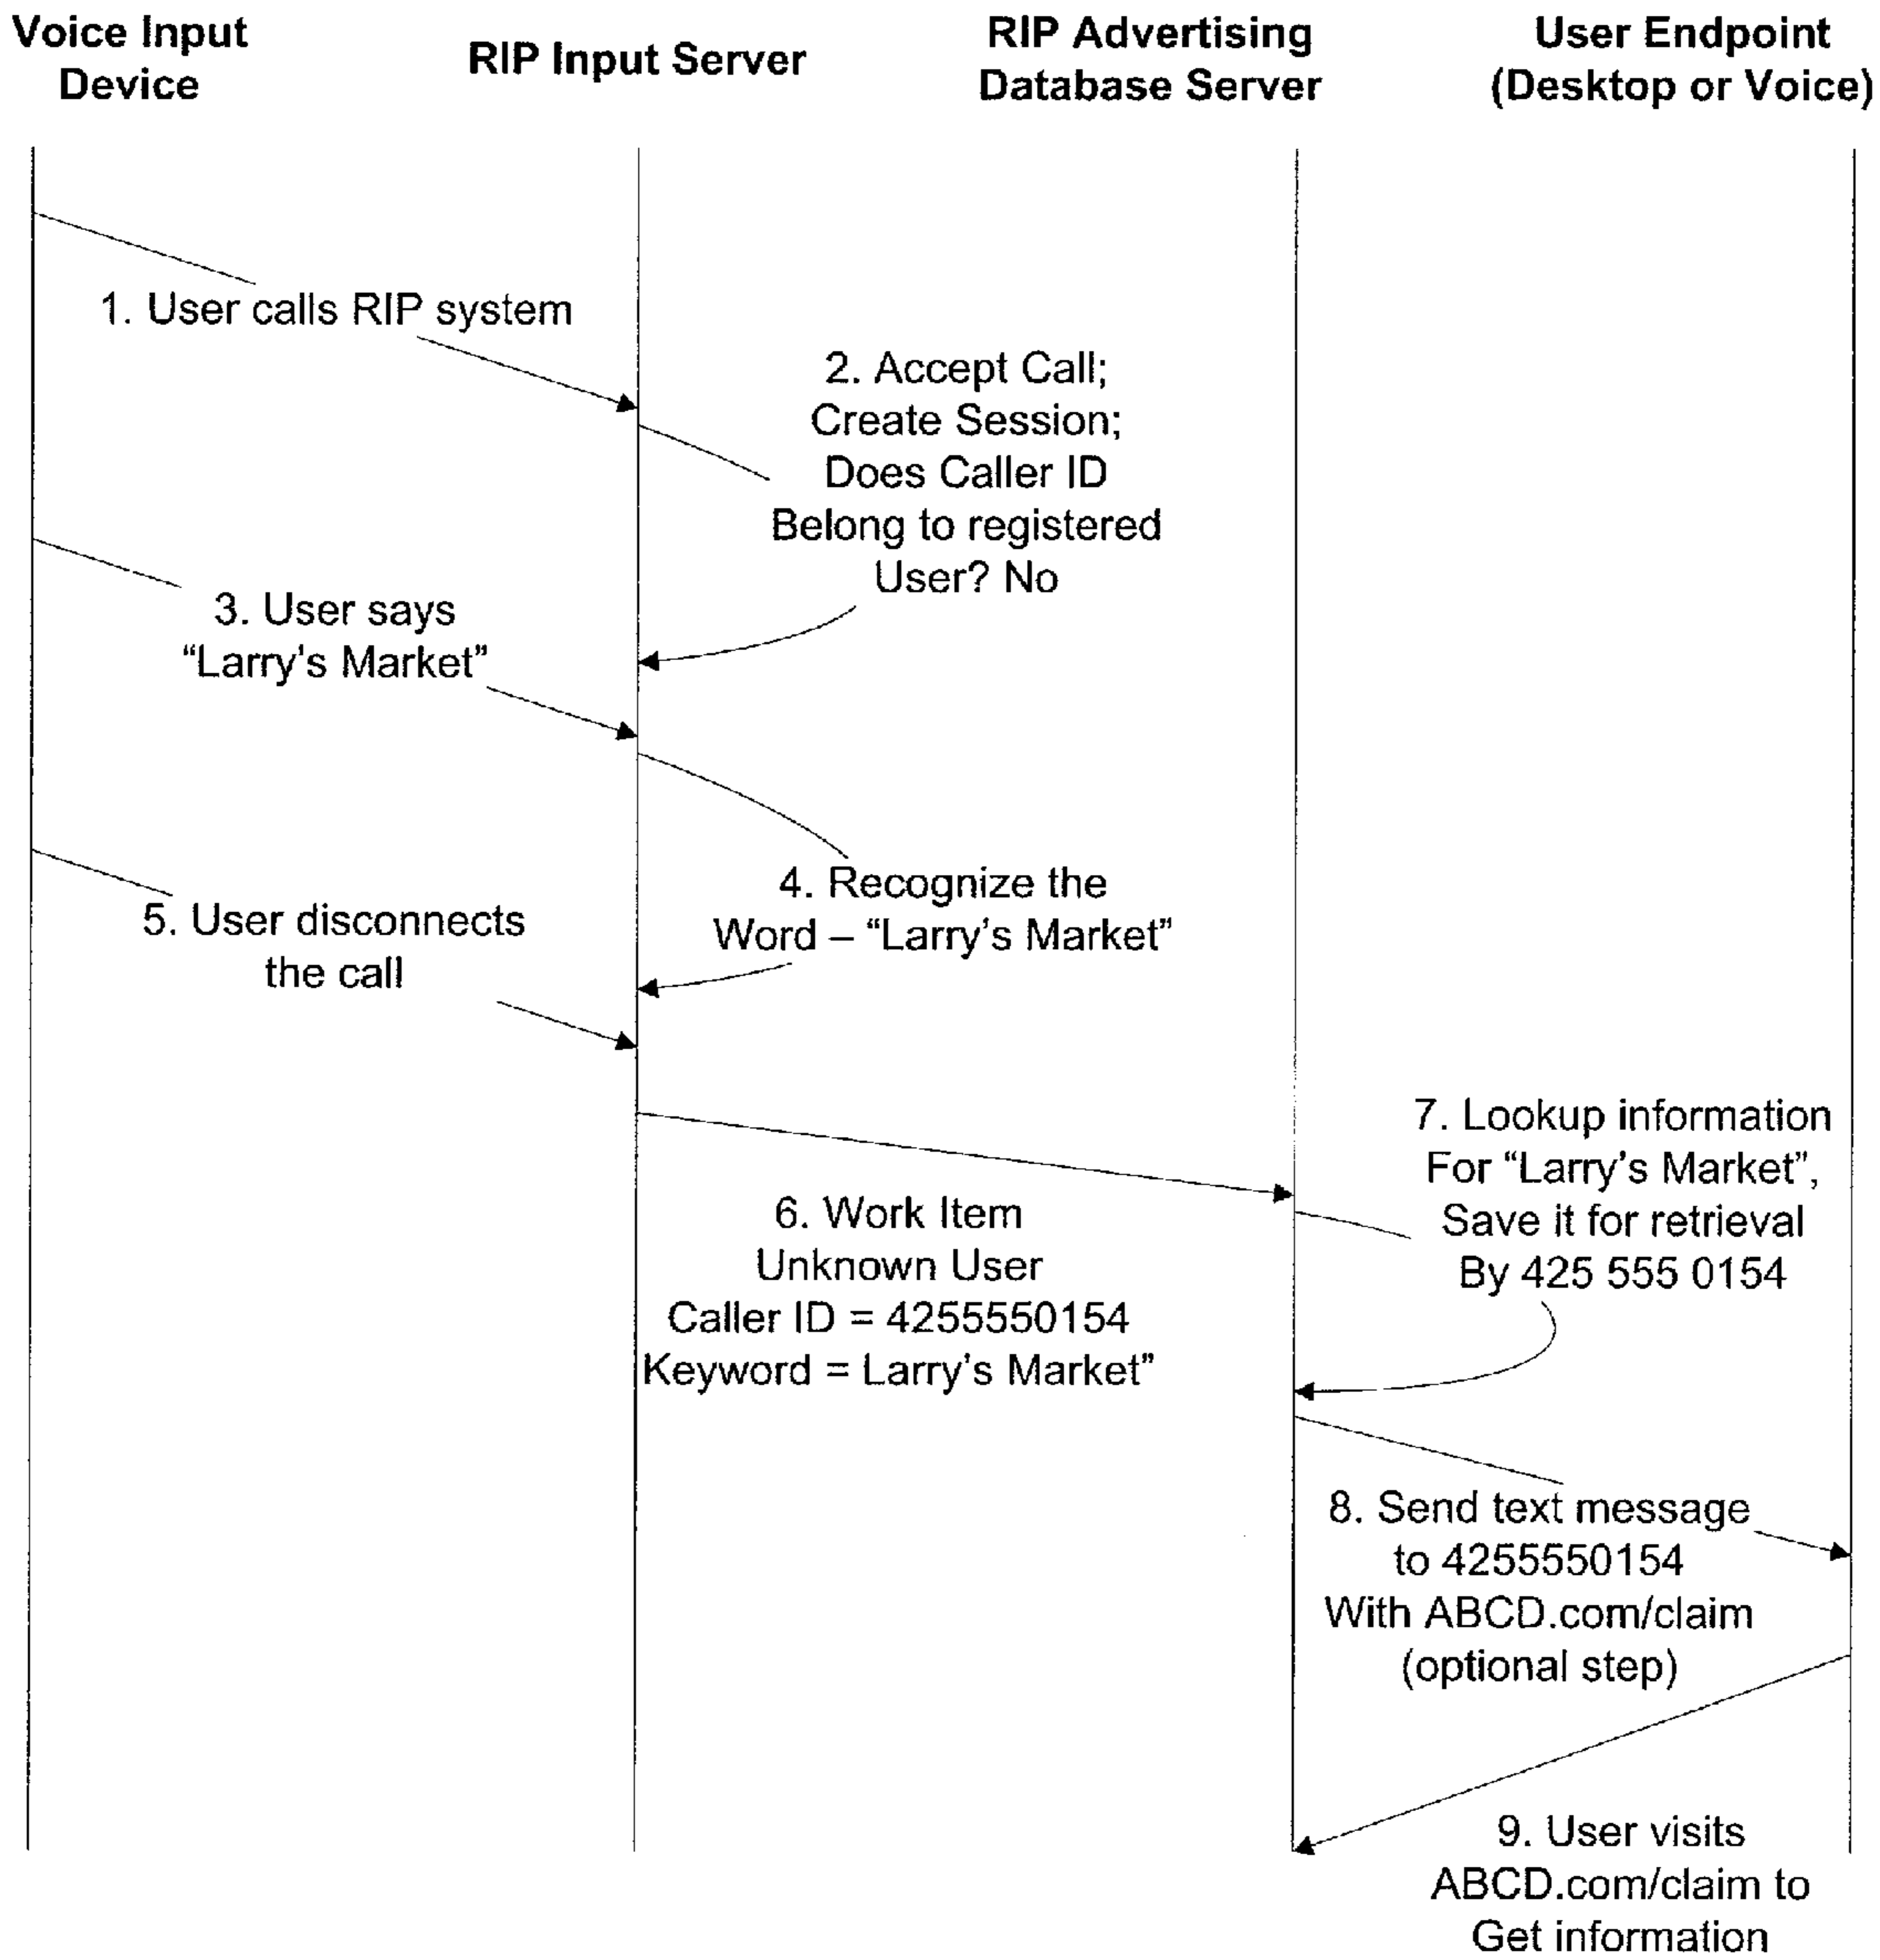 Voice Input
Device
RIP Input Server
RIP Advertising
Database Server
User Endpoint
(Desktop or Voice)
1. User calls RIP system
2. Accept Call;
Create Session;
Does Caller ID
Belong to registered
User? No
3. User says
“Larry’s Market”
4. Recognize the
Word – “Larry’s Market”
5. User disconnects
the call
6. Work Item
Unknown User
Caller ID = 4255550154
Keyword = Larry’s Market”
7. Lookup information
For “Larry’s Market”,
Save it for retrieval
By 425 555 0154
8. Send text message
to 4255550154
With ABCD.com/claim
(optional step)
9. User visits
ABCD.com/claim to
Get information